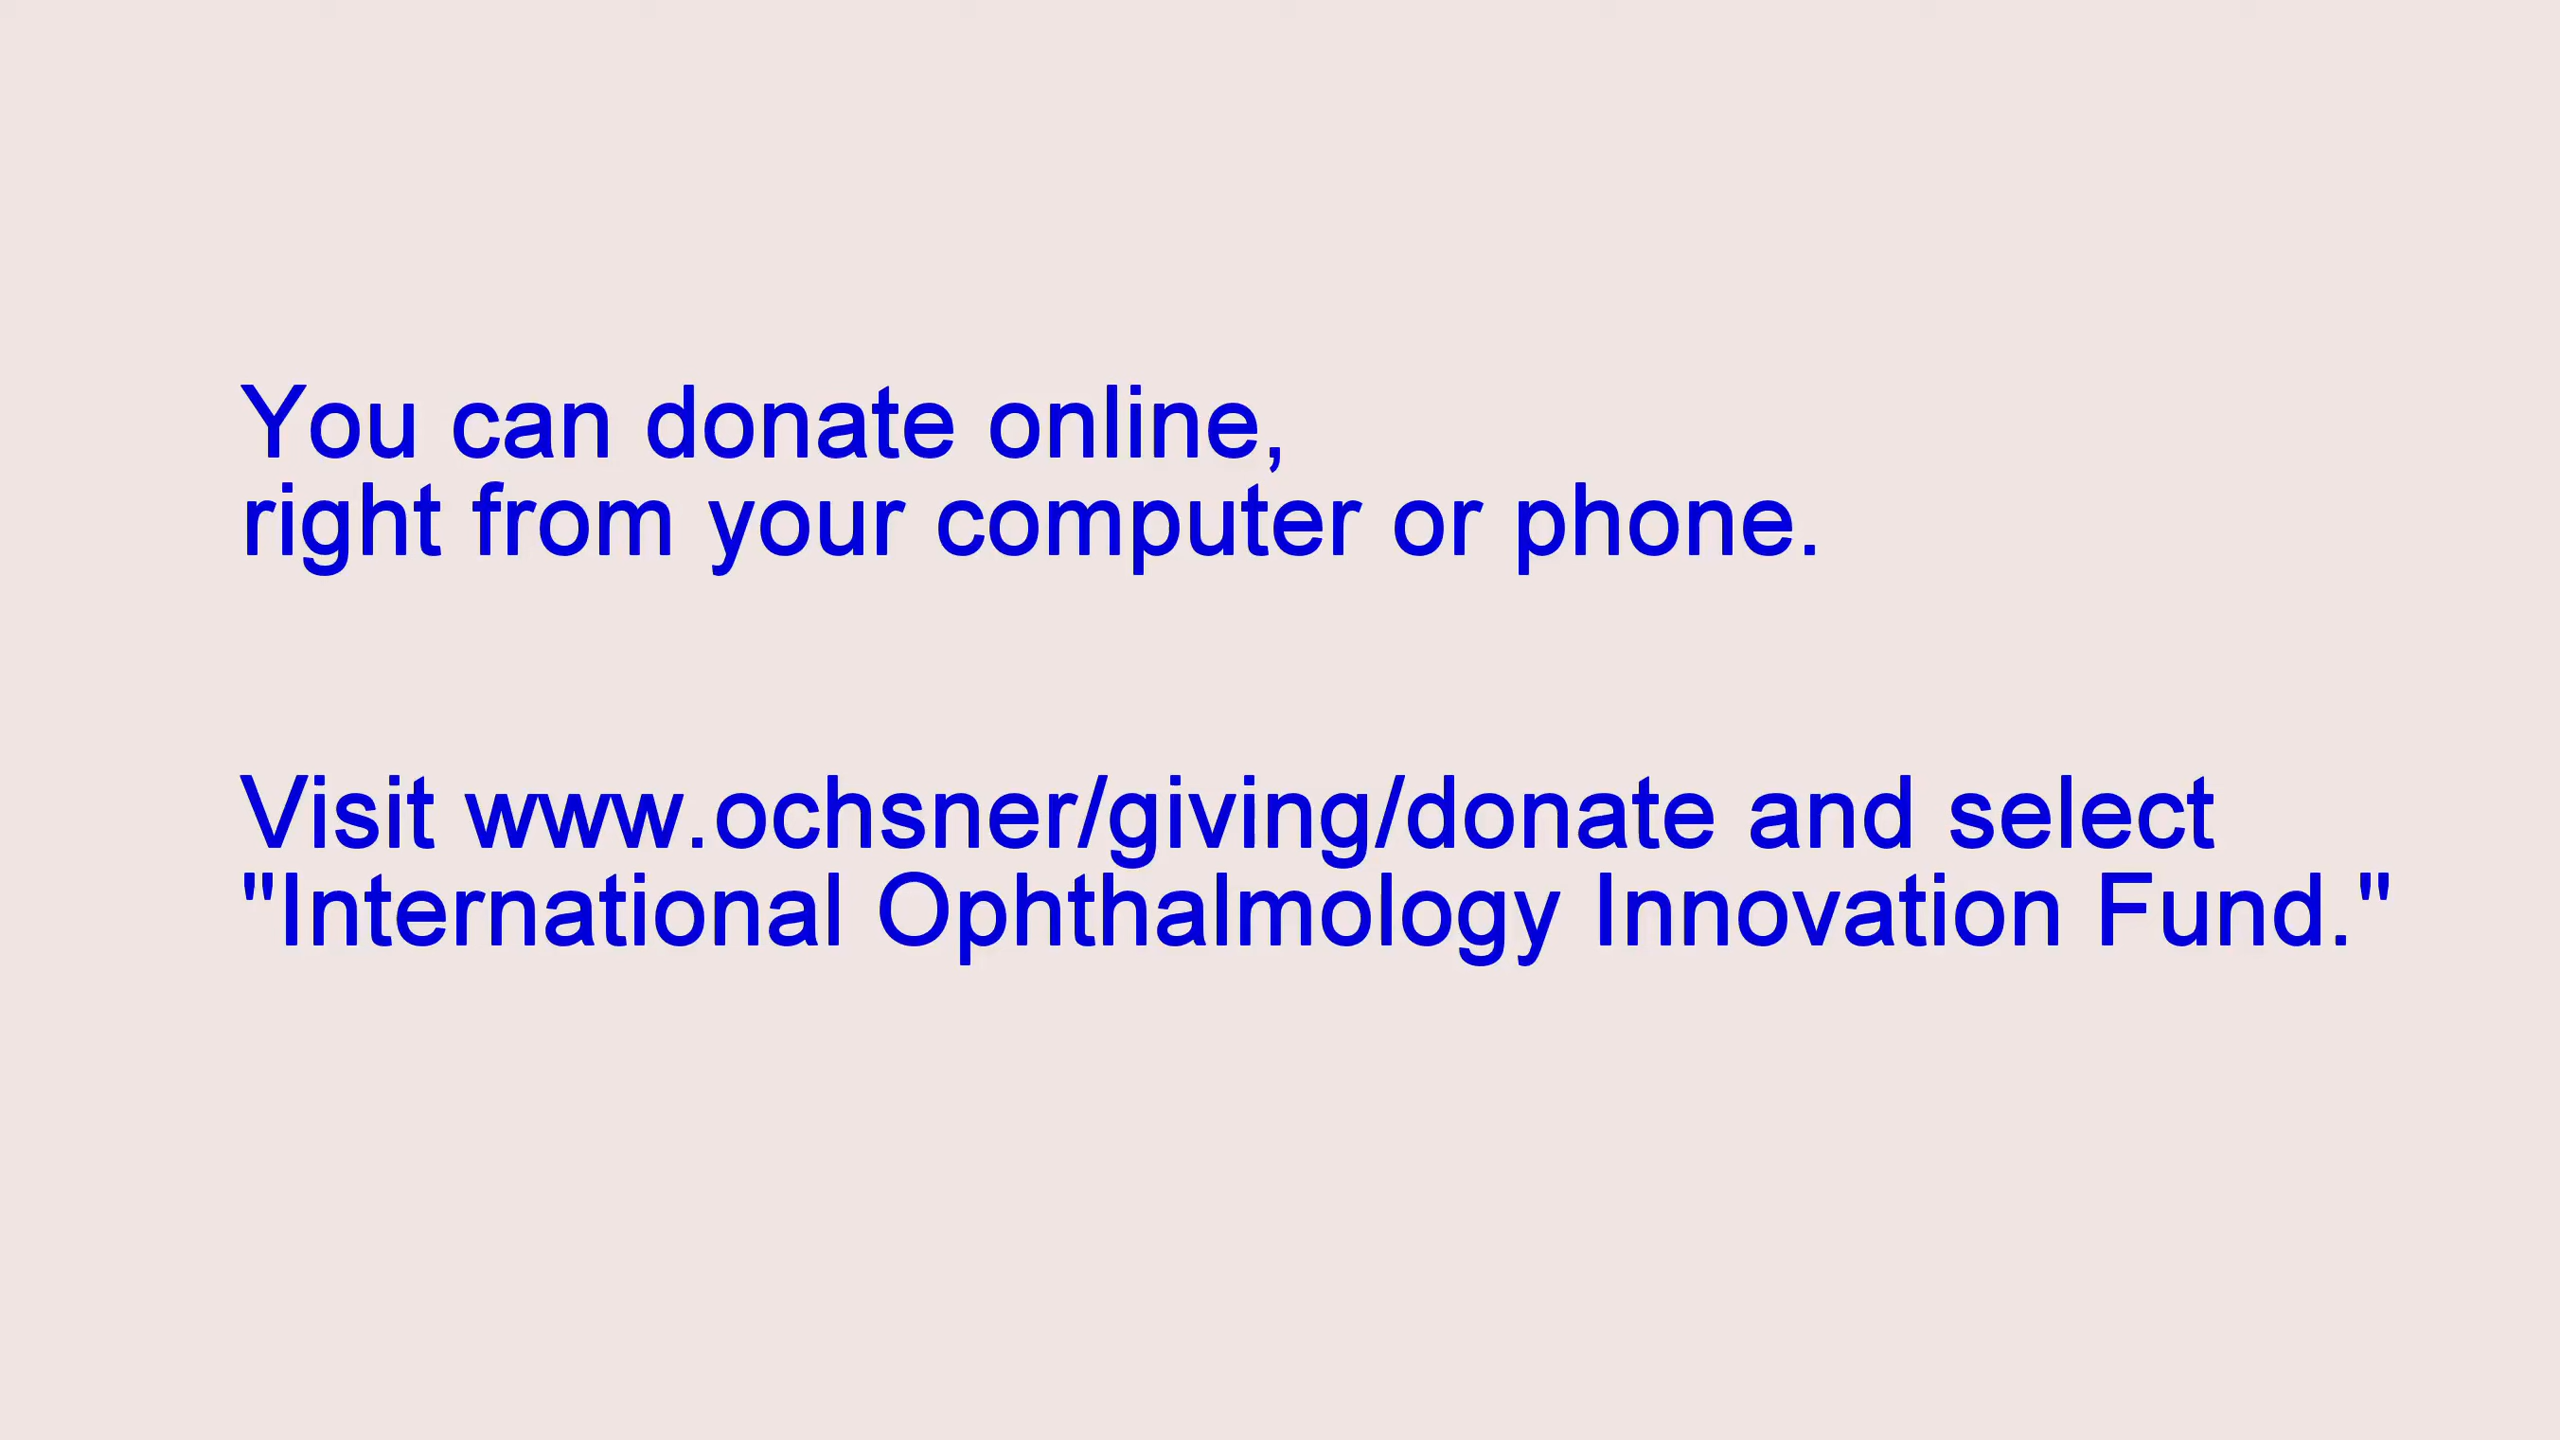 You can donate online,
right from your computer or phone.
Visit www.ochsner/giving/donate and select
"International Ophthalmology Innovation Fund."